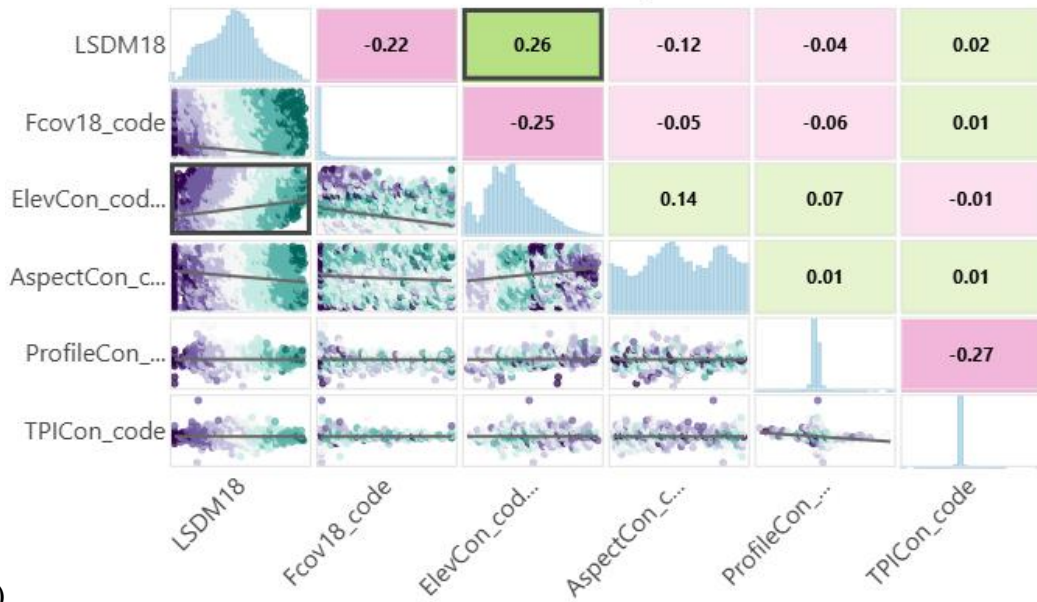 LSDM18
-0.22
0.26
-0.12
-0.04
0.02
Fcov18_code
-0.25
-0.05
-0.06
0.01
ElevCon_cod...
0.14
0.07
-0.01
AspectCon_c...
0.01
0.01
ProfileCon_...
-0.27
TPICon_code
LSDM18
Fcov18_code
ElevCon_cod...
AspectCon_c...
ProfileCon_...
TPICon_code
)